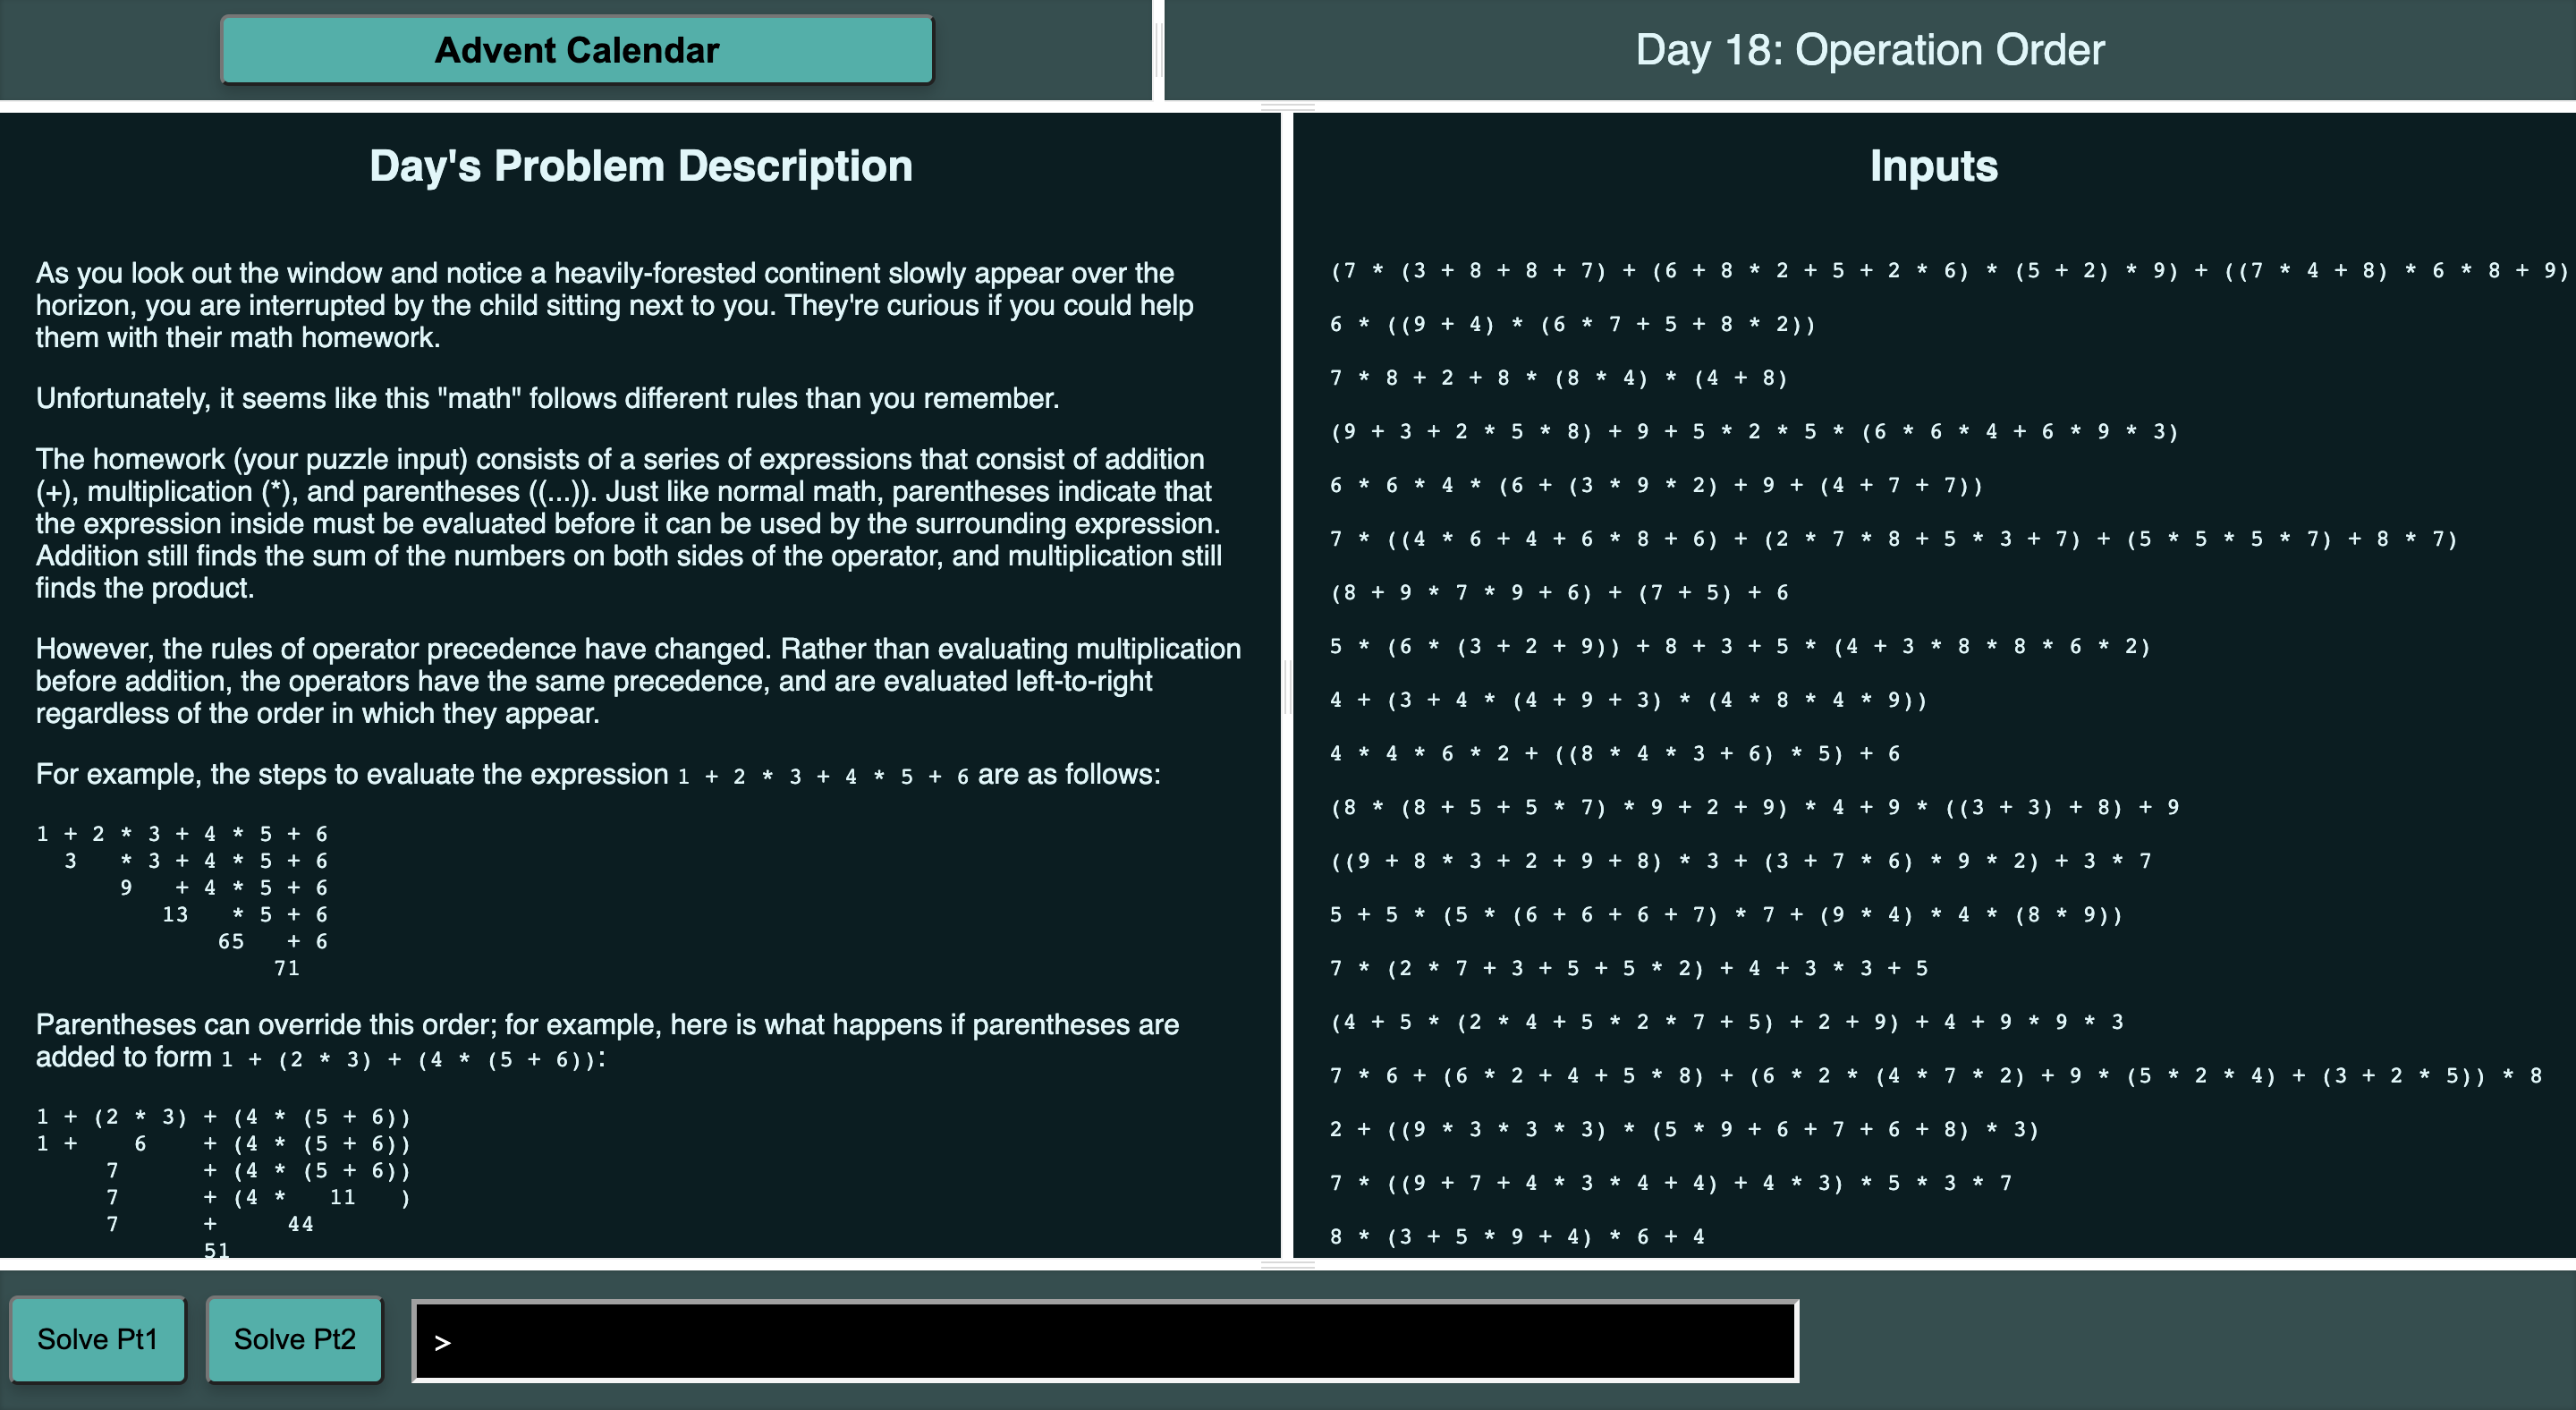 Advent Calendar
Day 18: Operation Order
Day's Problem Description
As you look out the window and notice a heavily-forested continent slowly appear over the
horizon, you are interrupted by the child sitting next to you. They're curious if you could help
them with their math homework.
Unfortunately, it seems like this "math" follows different rules than you remember.
The homework (your puzzle input) consists of a series of expressions that consist of addition
(+), multiplication (*), and parentheses ((...)). Just like normal math, parentheses indicate that
the expression inside must be evaluated before it can be used by the surrounding expression.
Addition still finds the sum of the numbers on both sides of the operator, and multiplication still
finds the product.
However, the rules of operator precedence have changed. Rather than evaluating multiplication
before addition, the operators have the same precedence, and are evaluated left-to-right
regardless of the order in which they appear.
For example, the steps to evaluate the expression 1 + 2 * 3 + 4 * 5 + 6 are as follows:
1 + 2 * 3 + 4 * 5 + 6
3 * 3 + 4 * 5 + 6
9 + 4 * 5 + 6
13 * 5 + 6
65 + 6
71
Parentheses can override this order; for example, here is what happens if parentheses are
added to form 1 + (2 * 3) + (4 * (5 + 6)):
1 + (2 * 3) + (4 * (5 + 6))
1 + 6 + (4 * (5 + 6))
7 + (4 * (5 + 6))
7 + (4 * 11 )
7 + 44
51
Inputs
(7 * (3 + 8 + 8 + 7) + (6 + 8 * 2 + 5 + 2 * 6) * (5 + 2) * 9) + ((7 * 4 + 8) * 6 * 8 + 9)
6 * ((9 + 4) * (6 * 7 + 5 + 8 * 2))
7 * 8 + 2 + 8 * (8 * 4) * (4 + 8)
(9 + 3 + 2 * 5 * 8) + 9 + 5 * 2 * 5 * (6 * 6 * 4 + 6 * 9 * 3)
6 * 6 * 4 * (6 + (3 * 9 * 2) + 9 + (4 + 7 + 7))
7 * ((4 * 6 + 4 + 6 * 8 + 6) + (2 * 7 * 8 + 5 * 3 + 7) + (5 * 5 * 5 * 7) + 8 * 7)
(8 + 9 * 7 * 9 + 6) + (7 + 5) + 6
5 * (6 * (3 + 2 + 9)) + 8 + 3 + 5 * (4 + 3 * 8 * 8 * 6 * 2)
4 + (3 + 4 * (4 + 9 + 3) * (4 * 8 * 4 * 9))
4 * 4 * 6 * 2 + ((8 * 4 * 3 + 6) * 5) + 6
(8 * (8 + 5 + 5 * 7) * 9 + 2 + 9) * 4 + 9 * ((3 + 3) + 8) + 9
((9 + 8 * 3 + 2 + 9 + 8) * 3 + (3 + 7 * 6) * 9 * 2) + 3 * 7
5 + 5 * (5 * (6 + 6 + 6 + 7) * 7 + (9 * 4) * 4 * (8 * 9))
7 * (2 * 7 + 3 + 5 + 5 * 2) + 4 + 3 * 3 + 5
(4 + 5 * (2 * 4 + 5 * 2 * 7 + 5) + 2 + 9) + 4 + 9 * 9 * 3
7 * 6 + (6 * 2 + 4 + 5 * 8) + (6 * 2 * (4 * 7 * 2) + 9 * (5 * 2 * 4) + (3 + 2 * 5)) * 8
2 + ((9 * 3 * 3 * 3) * (5 * 9 + 6 + 7 + 6 + 8) * 3)
7 * ((9 + 7 + 4 * 3 * 4 + 4) + 4 * 3) * 5 * 3 * 7
8 * (3 + 5 * 9 + 4) * 6 + 4
Solve Pt1
Solve Pt2
>